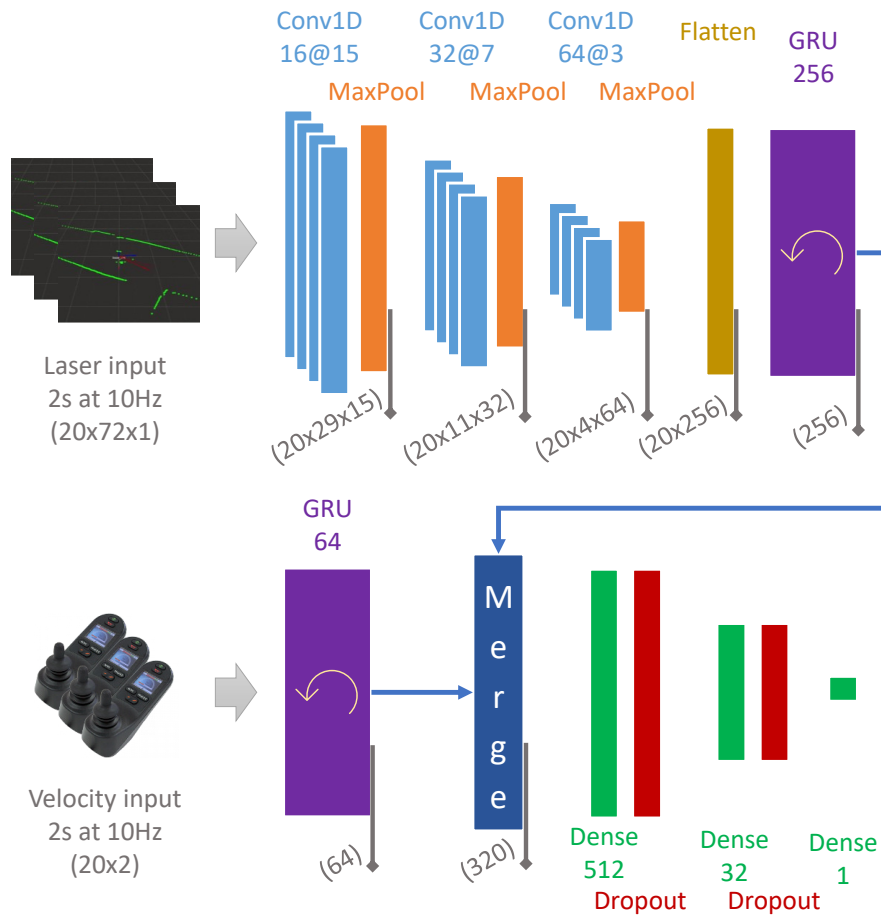 Conv1D
16@15
Conv1D
32@7
Conv1D
64@3
Flatten
GRU
256
MaxPool
MaxPool
MaxPool
Laser input
2s at 10Hz
(20x72x1)
(20x29x15)
(20x11x32)
(20x4x64)
(20x256)
(256)
GRU
64
Merge
Velocity input
2s at 10Hz
(20x2)
(64)
(320)
Dense
512
Dropout
Dense
32
Dropout
Dense
1